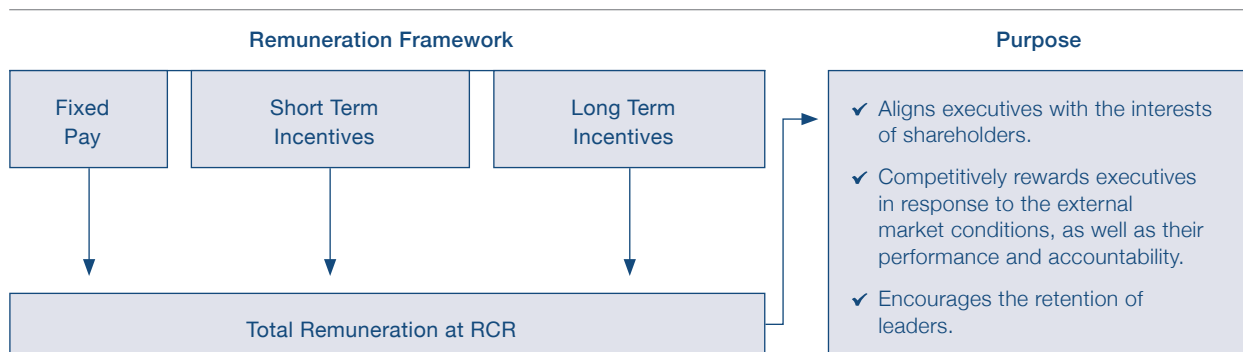 Remuneration Framework
Fixed
Pay
Short Term
Incentives
Long Term
Incentives
Total Remuneration at RCR
Purpose
✔ Aligns executives with the interests
of shareholders.
✔ Competitively rewards executives
in response to the external
market conditions, as well as their
performance and accountability.
✔ Encourages the retention of
leaders.